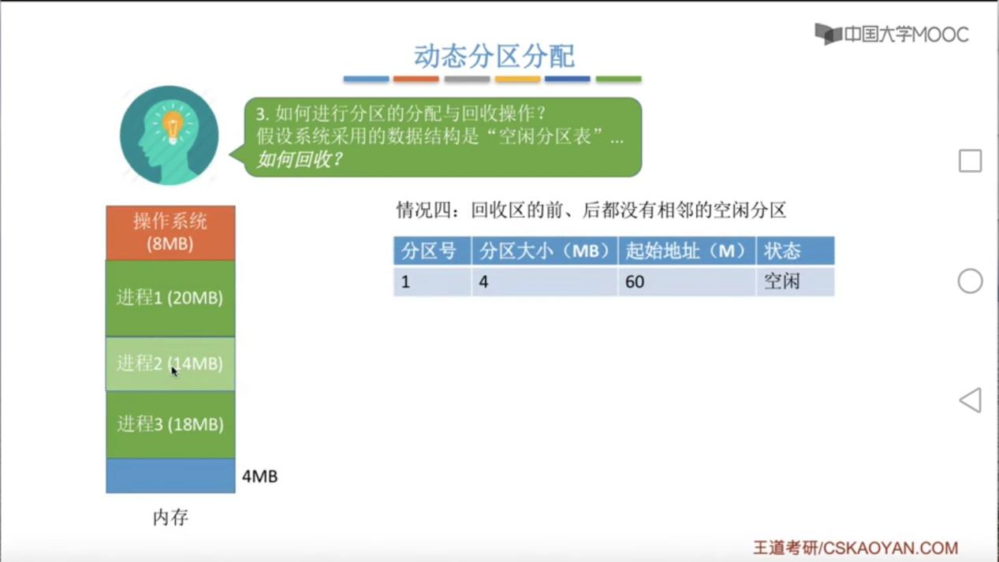 中国大学MOOC
动态分区分配
3. 如何进行分区的分配与回收操作？
假设系统采用的数据结构是“空闲分区表”...
如何回收？
操作系统
(8MB)
进程1 (20MB)
进程2 (14MB)
进程3 (18MB)
4MB
内存
情况四：回收区的前、后都没有相邻的空闲分区
分区号 分区大小（MB） 起始地址（M） 状态
1 4 60 空闲
王道考研/CSKAOYAN.COM